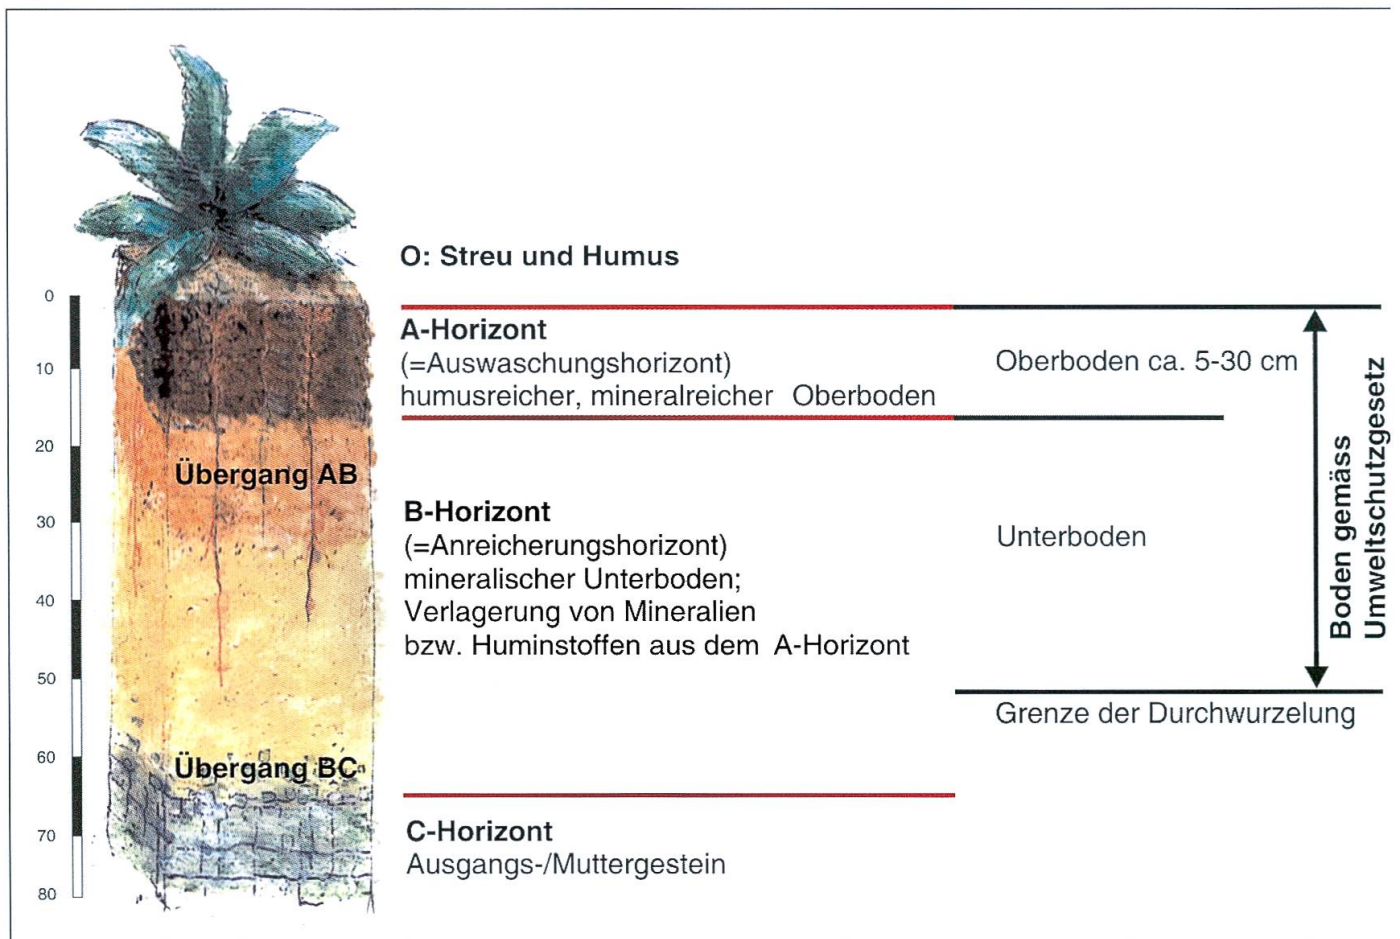 O: Streu und Humus
0
A-Horizont
(=Auswaschungshorizont)
humusreicher, mineralreicher Oberboden
Oberboden ca. 5-30 cm
10
20
Übergang AB
30
B-Horizont
(=Anreicherungshorizont)
mineralischer Unterboden;
Verlagerung von Mineralien
bzw. Huminstoffen aus dem A-Horizont
Unterboden
Boden gemäss
Umweltschutzgesetz
40
50
Grenze der Durchwurzelung
60
Übergang BC
70
C-Horizont
Ausgangs-/Muttergestein
80